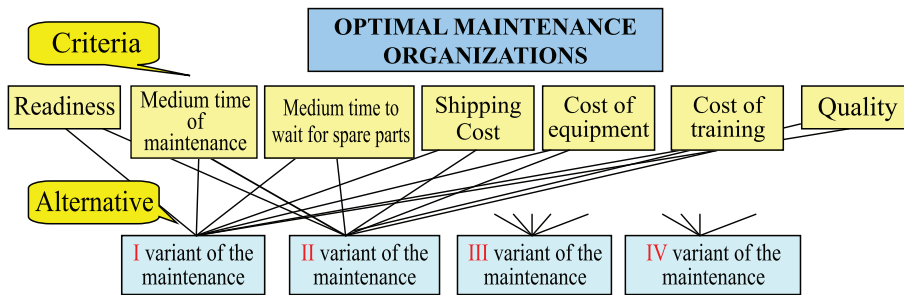 OPTIMAL MAINTENANCE
ORGANIZATIONS
Criteria
Readiness
Medium time
of
maintenance
Medium time to
wait for spare parts
Shipping
Cost
Cost of
equipment
Cost of
training
Quality
Alternative
I variant of the
maintenance
II variant of the
maintenance
III variant of the
maintenance
IV variant of the
maintenance